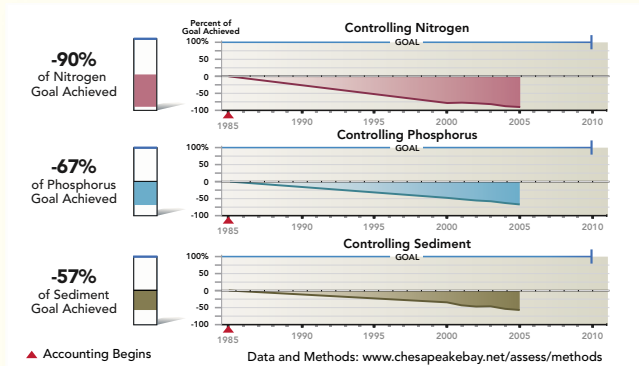 Percent of
Goal Achieved
Controlling Nitrogen
-90%
of Nitrogen
Goal Achieved
100%
GOAL
50
0
-50
-100
1985
1990
1995
2000
2005
2010
Controlling Phosphorus
-67%
of Phosphorus
Goal Achieved
100%
GOAL
50
0
-50
-100
1985
1990
1995
2000
2005
2010
Controlling Sediment
-57%
of Sediment
Goal Achieved
100%
GOAL
50
0
-50
-100
1985
1990
1995
2000
2005
2010
Accounting Begins
Data and Methods: www.chesapeakebay.net/assess/methods